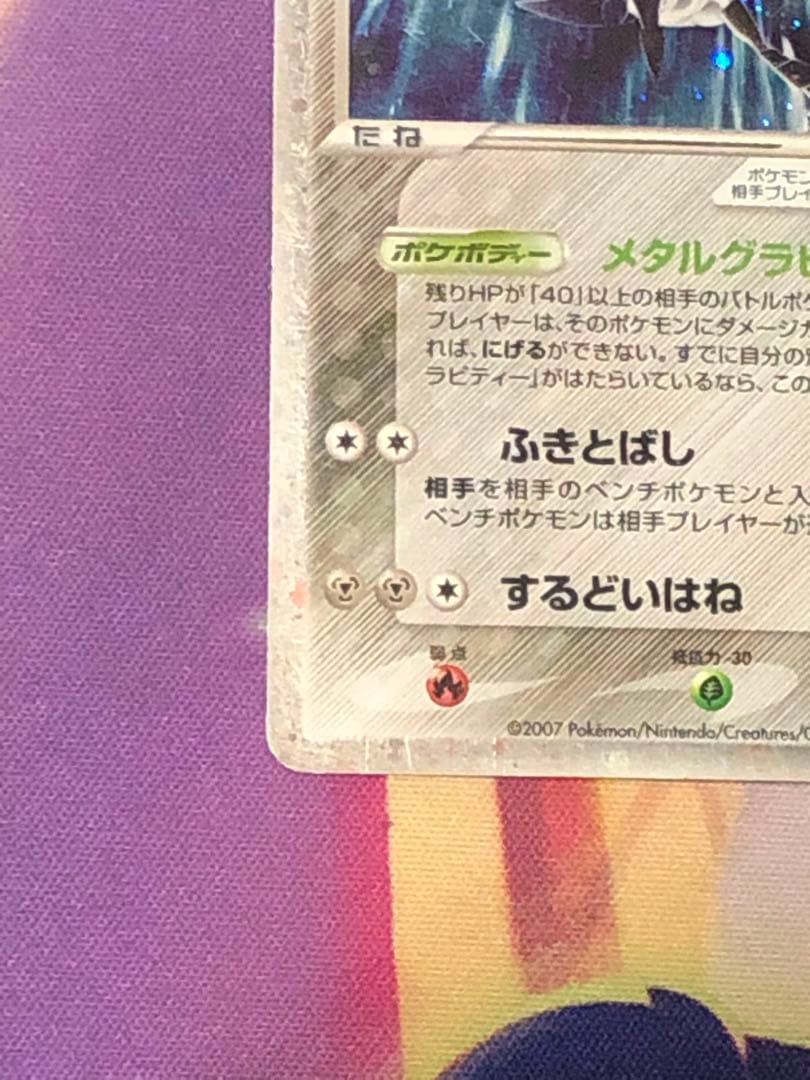 たね
ポケモン
相手プレイ
ポケボディー
メタルグラビ
残りHPが「40」以上の相手のバトルポケ
プレイヤーは、そのポケモンにダメージカ
れば、にげるができない。すでに自分の
ラビティー」がはたらいているなら、この
ふきとばし
相手を相手のベンチポケモンと入
ベンチポケモンは相手プレイヤーが
するどいはね
弱点
抵抗力 -30
©2007 Pokémon/Nintendo/Creatures/